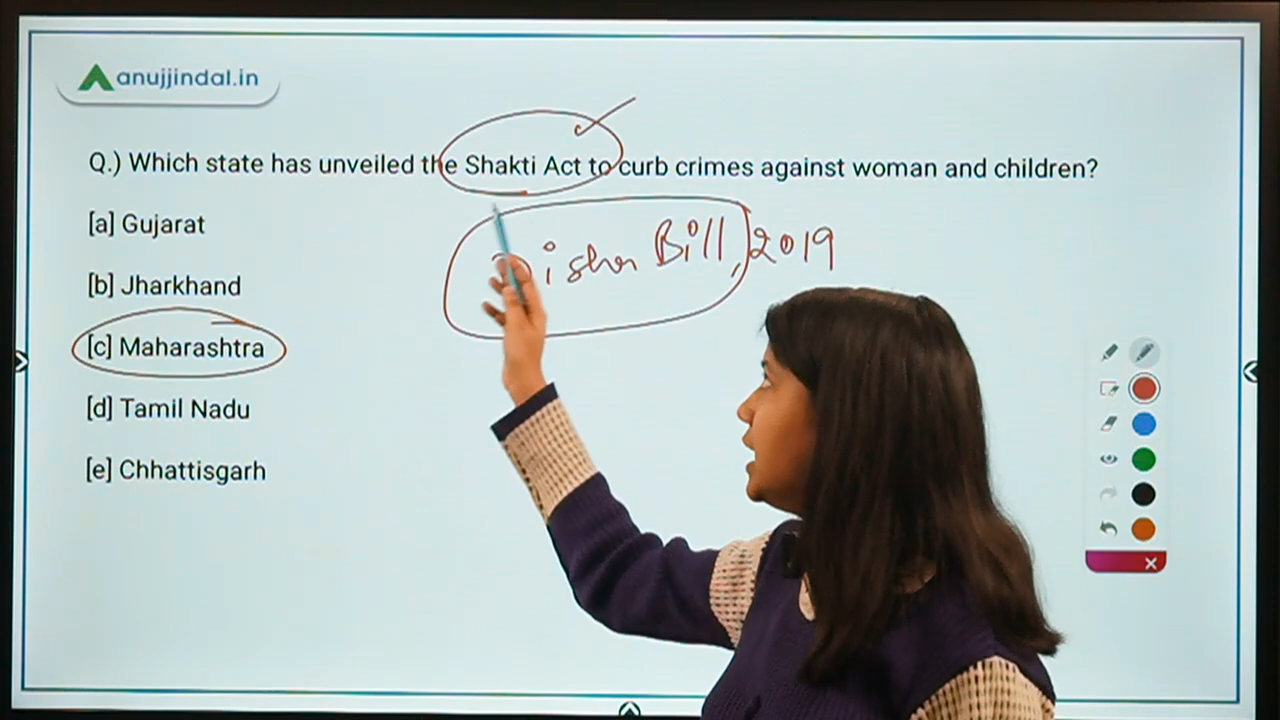 anujjindal.in
Q.) Which state has unveiled the Shakti Act to curb crimes against woman and children?
[a] Gujarat
Disha Bill, 2019
[b] Jharkhand
[c] Maharashtra
[d] Tamil Nadu
[e] Chhattisgarh